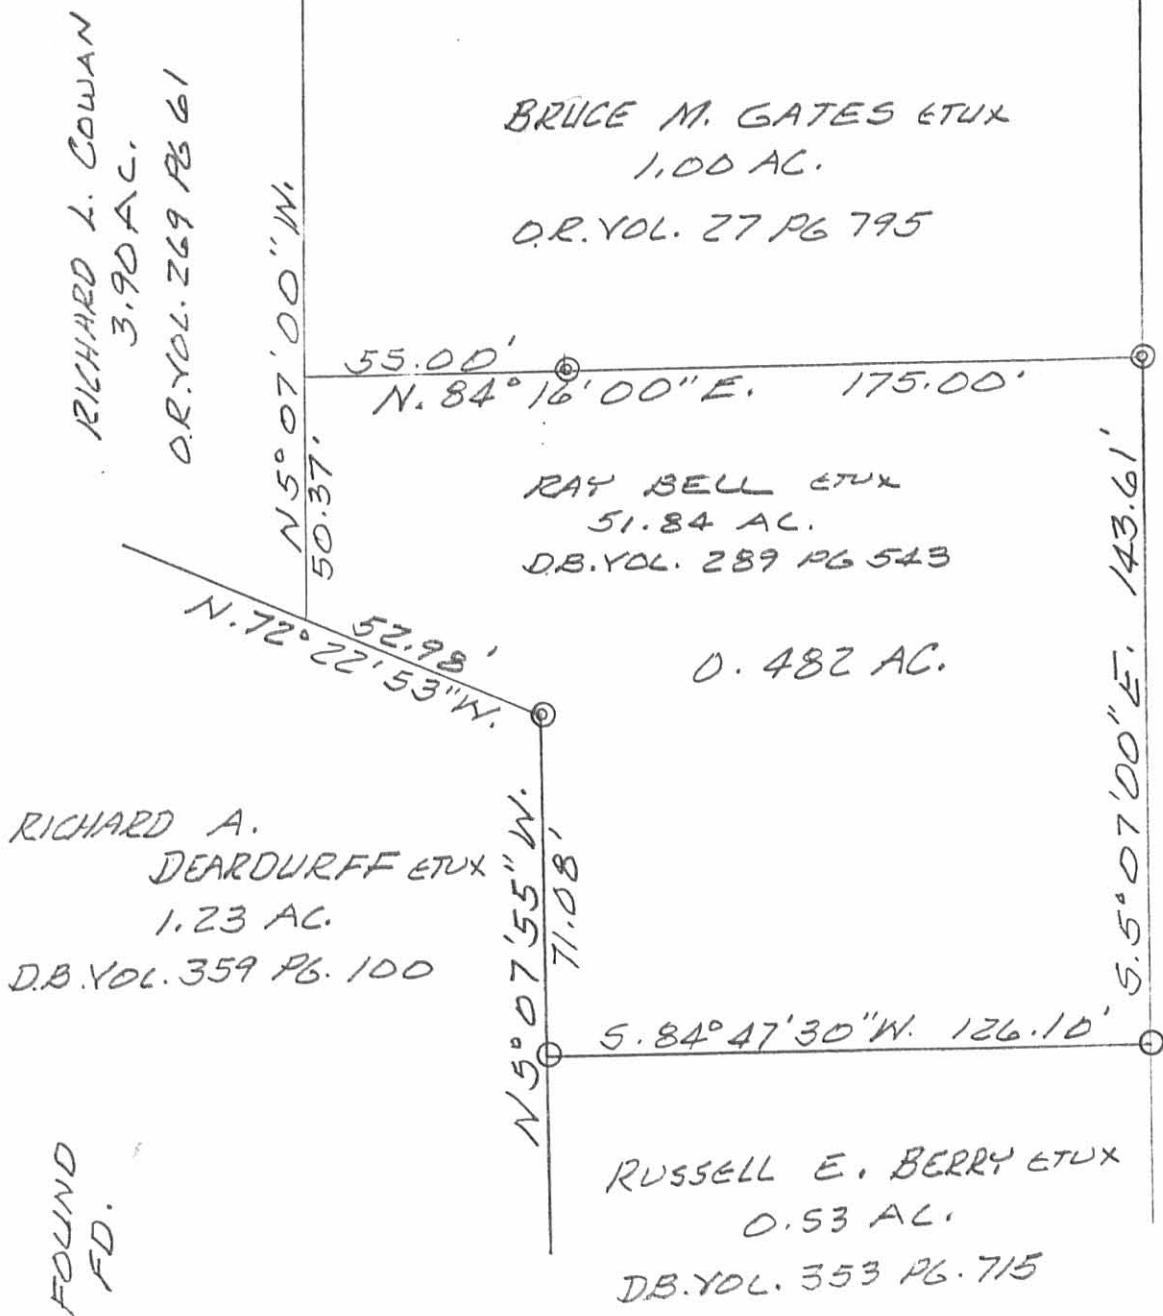 RICHARD L. COWAN
3.90 AC.
O.R. VOL. 269 PG 61
BRUCE M. GATES ETUX
1.00 AC.
O.R. VOL. 27 PG 795
N 5° 07' 00" W.
50.37'
55.00'
N. 84° 16' 00" E. 175.00'
RAY BELL ETUX
51.84 AC.
D.B. VOL. 289 PG 543
0.482 AC.
52.98'
N. 72° 22' 53" W.
S. 5° 07' 00" E. 143.61'
RICHARD A.
DEARDURFF ETUX
1.23 AC.
D.B. VOL. 359 PG. 100
N 5° 07' 55" W.
71.08'
S. 84° 47' 30" W. 126.10'
RUSSELL E. BERRY ETUX
0.53 AC.
D.B. VOL. 353 PG. 715
FOUND
FD.